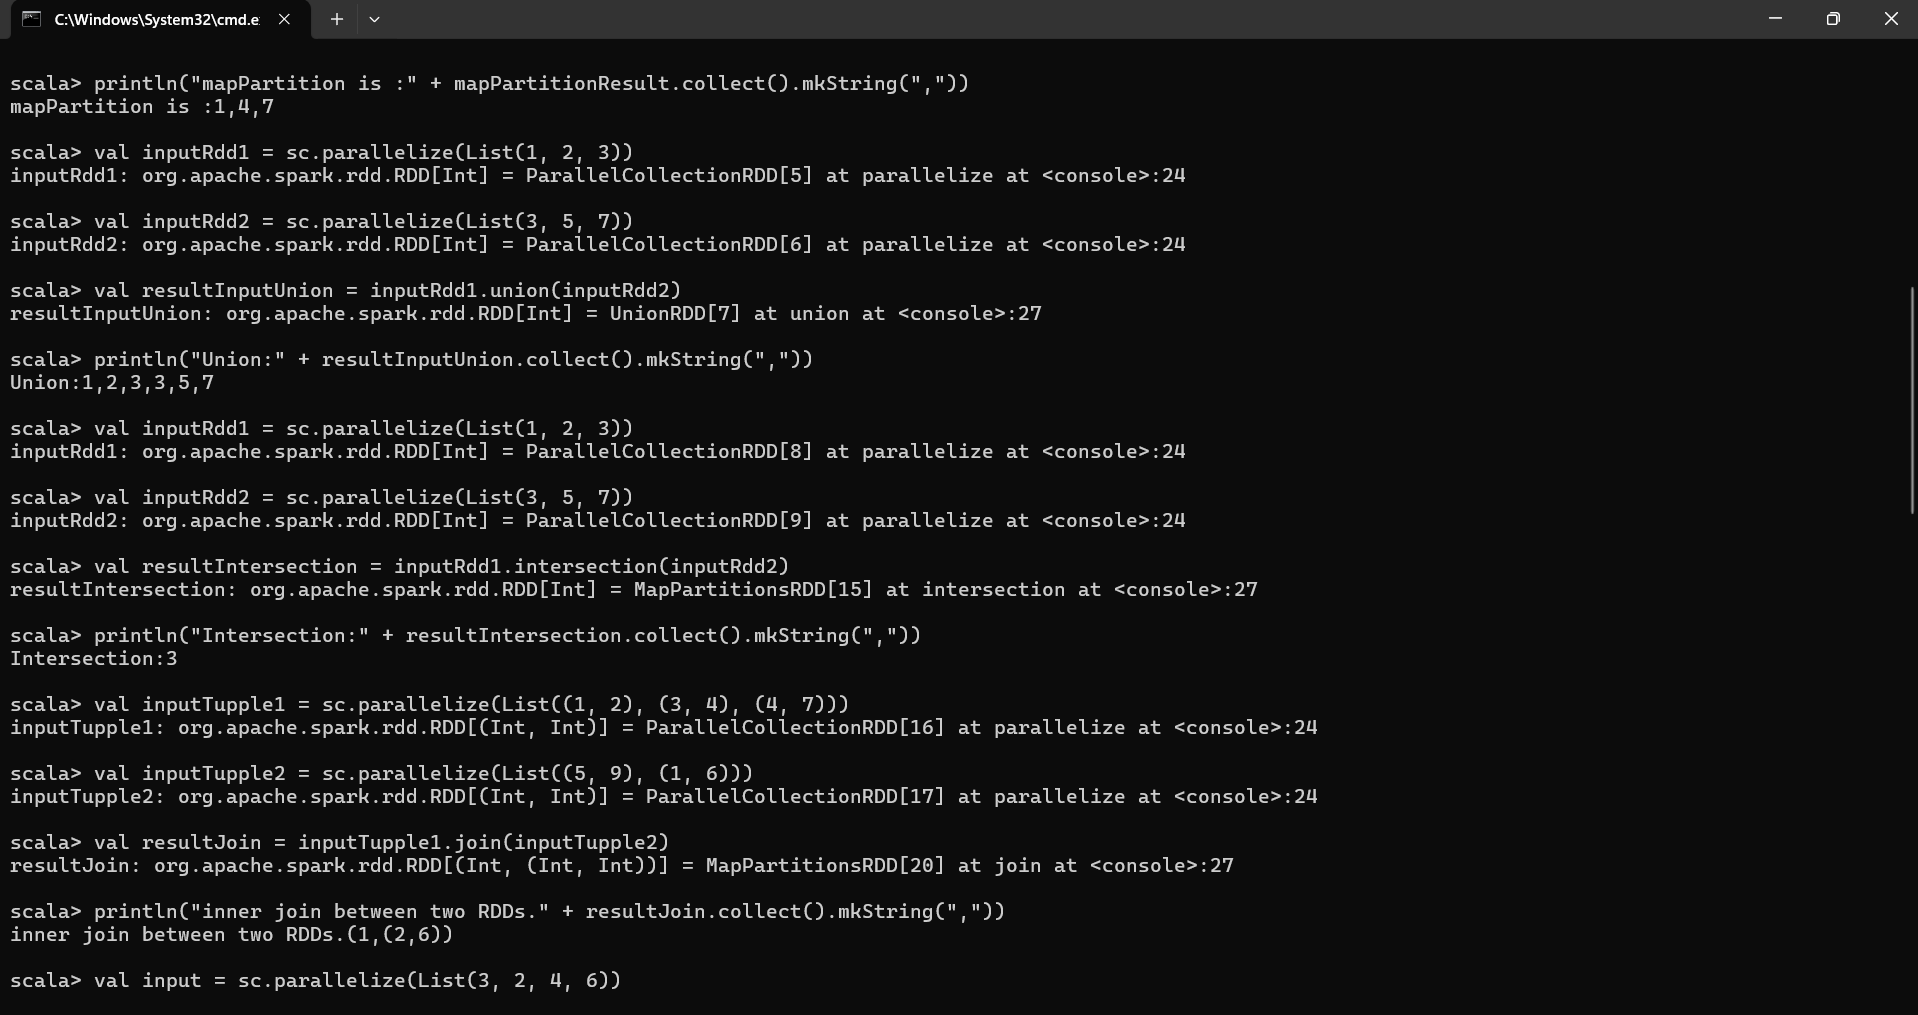 C:\Windows\System32\cmd.e
scala> println("mapPartition is :" + mapPartitionResult.collect().mkString(","))
mapPartition is :1,4,7
scala> val inputRdd1 = sc.parallelize(List(1, 2, 3))
inputRdd1: org.apache.spark.rdd.RDD[Int] = ParallelCollectionRDD[5] at parallelize at <console>:24
scala> val inputRdd2 = sc.parallelize(List(3, 5, 7))
inputRdd2: org.apache.spark.rdd.RDD[Int] = ParallelCollectionRDD[6] at parallelize at <console>:24
scala> val resultInputUnion = inputRdd1.union(inputRdd2)
resultInputUnion: org.apache.spark.rdd.RDD[Int] = UnionRDD[7] at union at <console>:27
scala> println("Union:" + resultInputUnion.collect().mkString(","))
Union:1,2,3,3,5,7
scala> val inputRdd1 = sc.parallelize(List(1, 2, 3))
inputRdd1: org.apache.spark.rdd.RDD[Int] = ParallelCollectionRDD[8] at parallelize at <console>:24
scala> val inputRdd2 = sc.parallelize(List(3, 5, 7))
inputRdd2: org.apache.spark.rdd.RDD[Int] = ParallelCollectionRDD[9] at parallelize at <console>:24
scala> val resultIntersection = inputRdd1.intersection(inputRdd2)
resultIntersection: org.apache.spark.rdd.RDD[Int] = MapPartitionsRDD[15] at intersection at <console>:27
scala> println("Intersection:" + resultIntersection.collect().mkString(","))
Intersection:3
scala> val inputTupple1 = sc.parallelize(List((1, 2), (3, 4), (4, 7)))
inputTupple1: org.apache.spark.rdd.RDD[(Int, Int)] = ParallelCollectionRDD[16] at parallelize at <console>:24
scala> val inputTupple2 = sc.parallelize(List((5, 9), (1, 6)))
inputTupple2: org.apache.spark.rdd.RDD[(Int, Int)] = ParallelCollectionRDD[17] at parallelize at <console>:24
scala> val resultJoin = inputTupple1.join(inputTupple2)
resultJoin: org.apache.spark.rdd.RDD[(Int, (Int, Int))] = MapPartitionsRDD[20] at join at <console>:27
scala> println("inner join between two RDDs." + resultJoin.collect().mkString(","))
inner join between two RDDs.(1,(2,6))
scala> val input = sc.parallelize(List(3, 2, 4, 6))